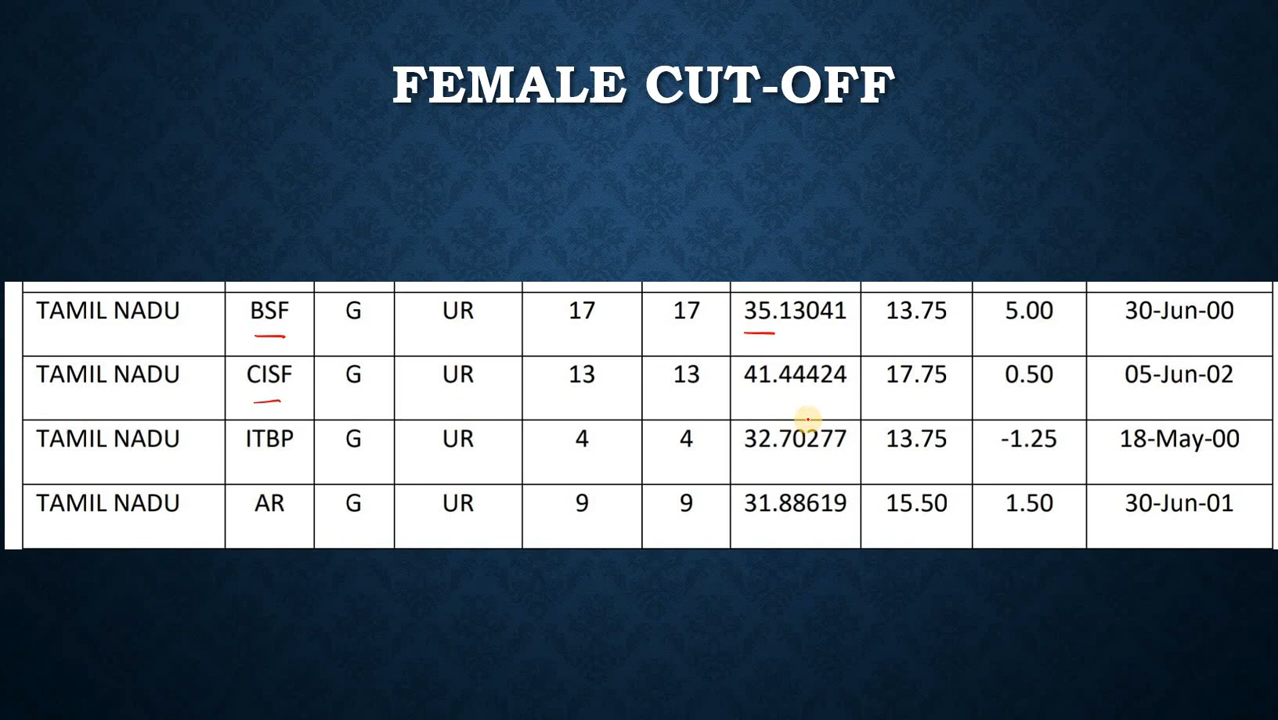 FEMALE CUT-OFF
TAMIL NADU BSF G UR 17 17 35.13041 13.75 5.00 30-Jun-00
TAMIL NADU CISF G UR 13 13 41.44424 17.75 0.50 05-Jun-02
TAMIL NADU ITBP G UR 4 4 32.70277 13.75 -1.25 18-May-00
TAMIL NADU AR G UR 9 9 31.88619 15.50 1.50 30-Jun-01